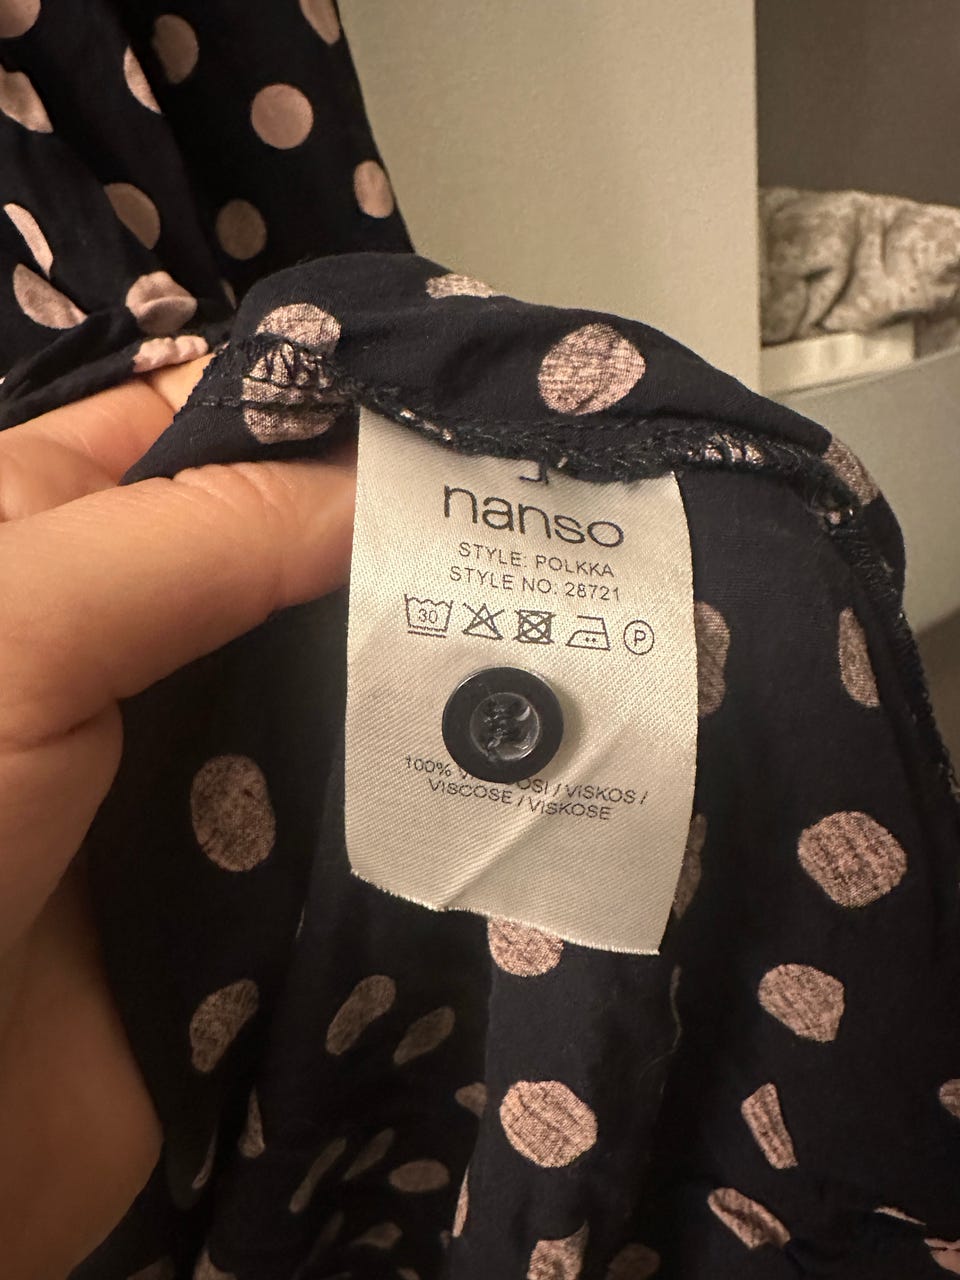 nanso
STYLE: POLKKA
STYLE NO: 28721
30 P
100% / VISKOS /
VISCOSE / VISKOSE